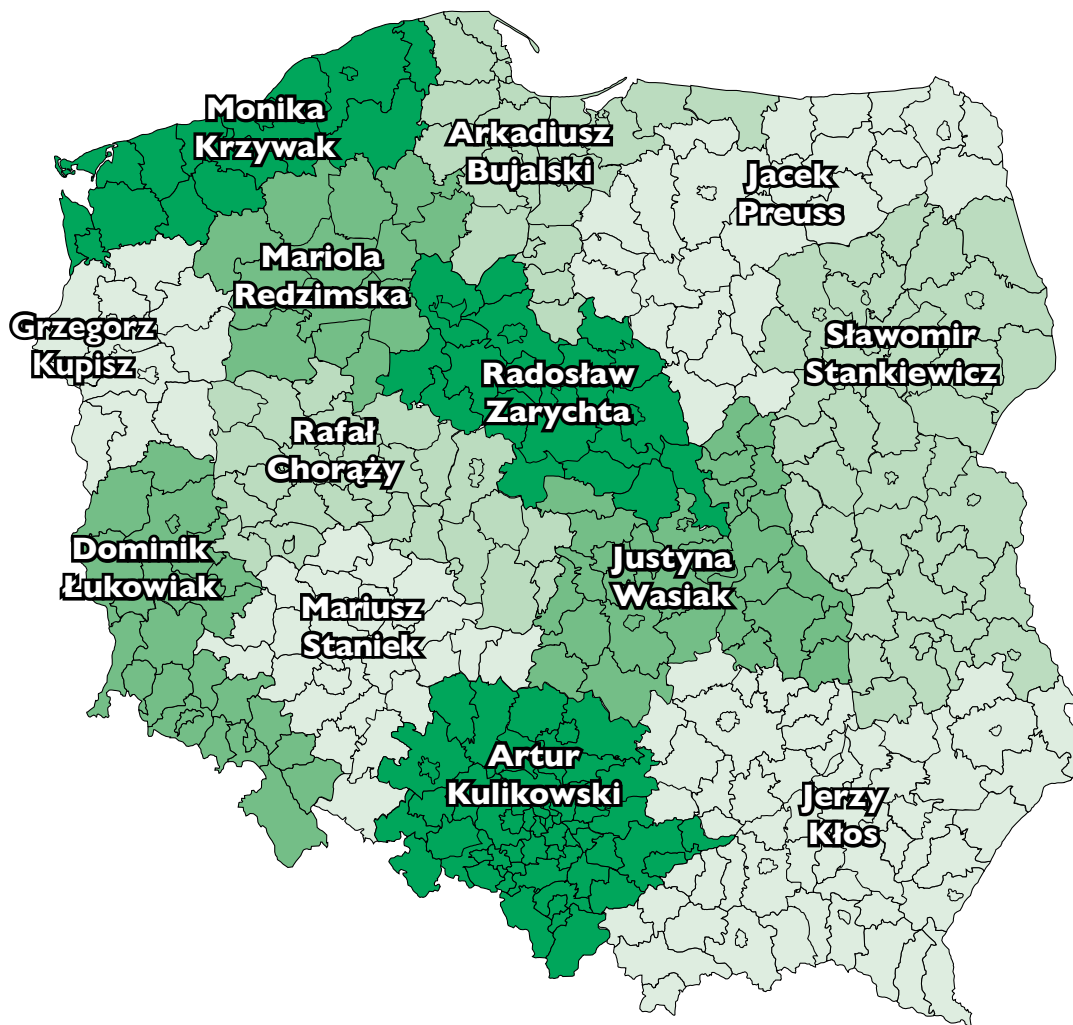 Monika
Krzywak
Arkadiusz
Bujalski
Jacek
Preuss
Mariola
Redzimska
Grzegorz
Kupisz
Sławomir
Stankiewicz
Radosław
Zarychta
Rafał
Chorąży
Dominik
Łukowiak
Justyna
Wasiak
Mariusz
Staniek
Artur
Kulikowski
Jerzy
Kłos